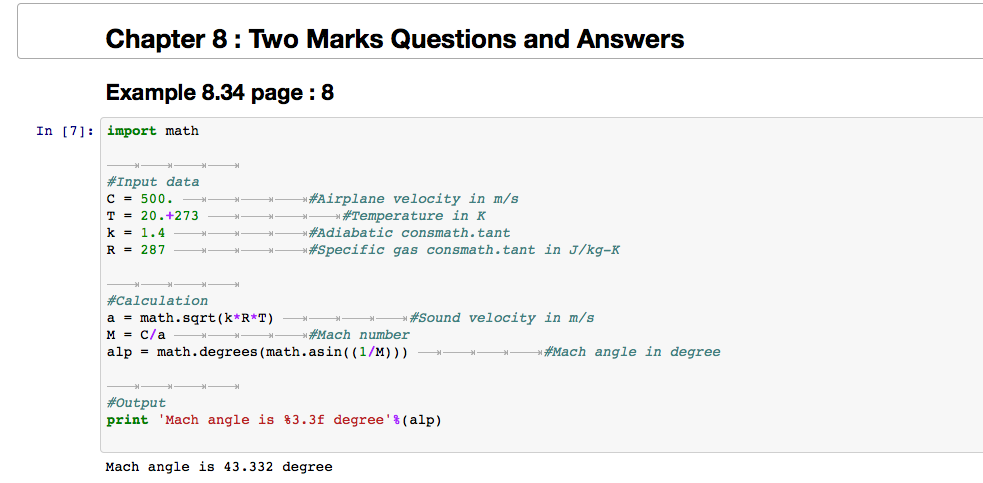 Chapter 8 : Two Marks Questions and Answers
Example 8.34 page : 8
In [7]: import math
#Input data
C = 500. #Airplane velocity in m/s
T = 20.+273 #Temperature in K
k = 1.4 #Adiabatic consmath.tant
R = 287 #Specific gas consmath.tant in J/kg-K
#Calculation
a = math.sqrt(k*R*T) #Sound velocity in m/s
M = C/a #Mach number
alp = math.degrees(math.asin((1/M))) #Mach angle in degree
#Output
print 'Mach angle is %3.3f degree'%(alp)
Mach angle is 43.332 degree